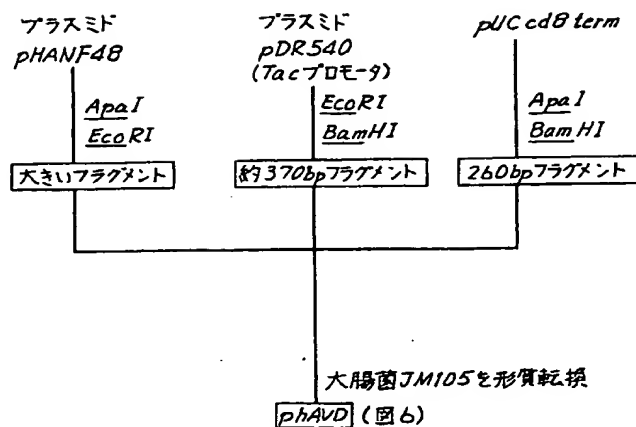 プラスミド
pHANF48
プラスミド
pDR540
(Tacプロモータ)
pUC cd8 term
ApaI
EcoRI
EcoRI
BamHI
ApaI
BamHI
大きいフラグメント
約370bpフラグメント
260bpフラグメント
大腸菌JM105を形質転換
phAVD (図6)